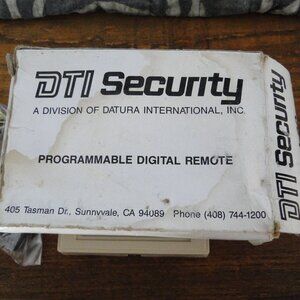 DTI Security
A DIVISION OF DATURA INTERNATIONAL, INC.
PROGRAMMABLE DIGITAL REMOTE
405 Tasman Dr., Sunnyvale, CA 94089 Phone (408) 744-1200
DTI Security